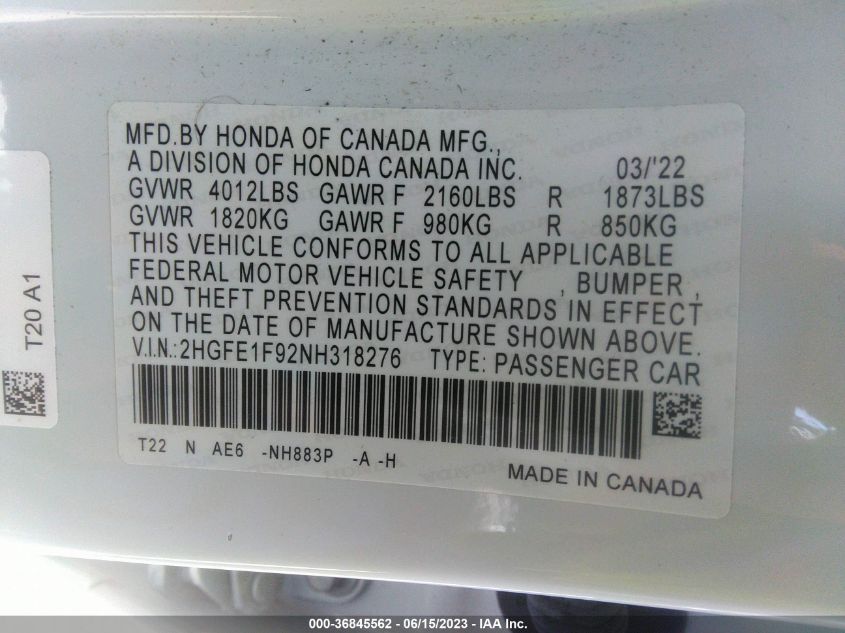 MFD.BY HONDA OF CANADA MFG.,
A DIVISION OF HONDA CANADA INC. 03/'22
GVWR 4012LBS GAWR F 2160LBS R 1873LBS
GVWR 1820KG GAWR F 980KG R 850KG
THIS VEHICLE CONFORMS TO ALL APPLICABLE
FEDERAL MOTOR VEHICLE SAFETY , BUMPER ,
AND THEFT PREVENTION STANDARDS IN EFFECT
ON THE DATE OF MANUFACTURE SHOWN ABOVE.
V.I.N.:2HGFE1F92NH318276 TYPE: PASSENGER CAR
T22 N AE6 -NH883P -A -H
MADE IN CANADA
T20 A1
000-36845562 - 06/15/2023 - IAA Inc.